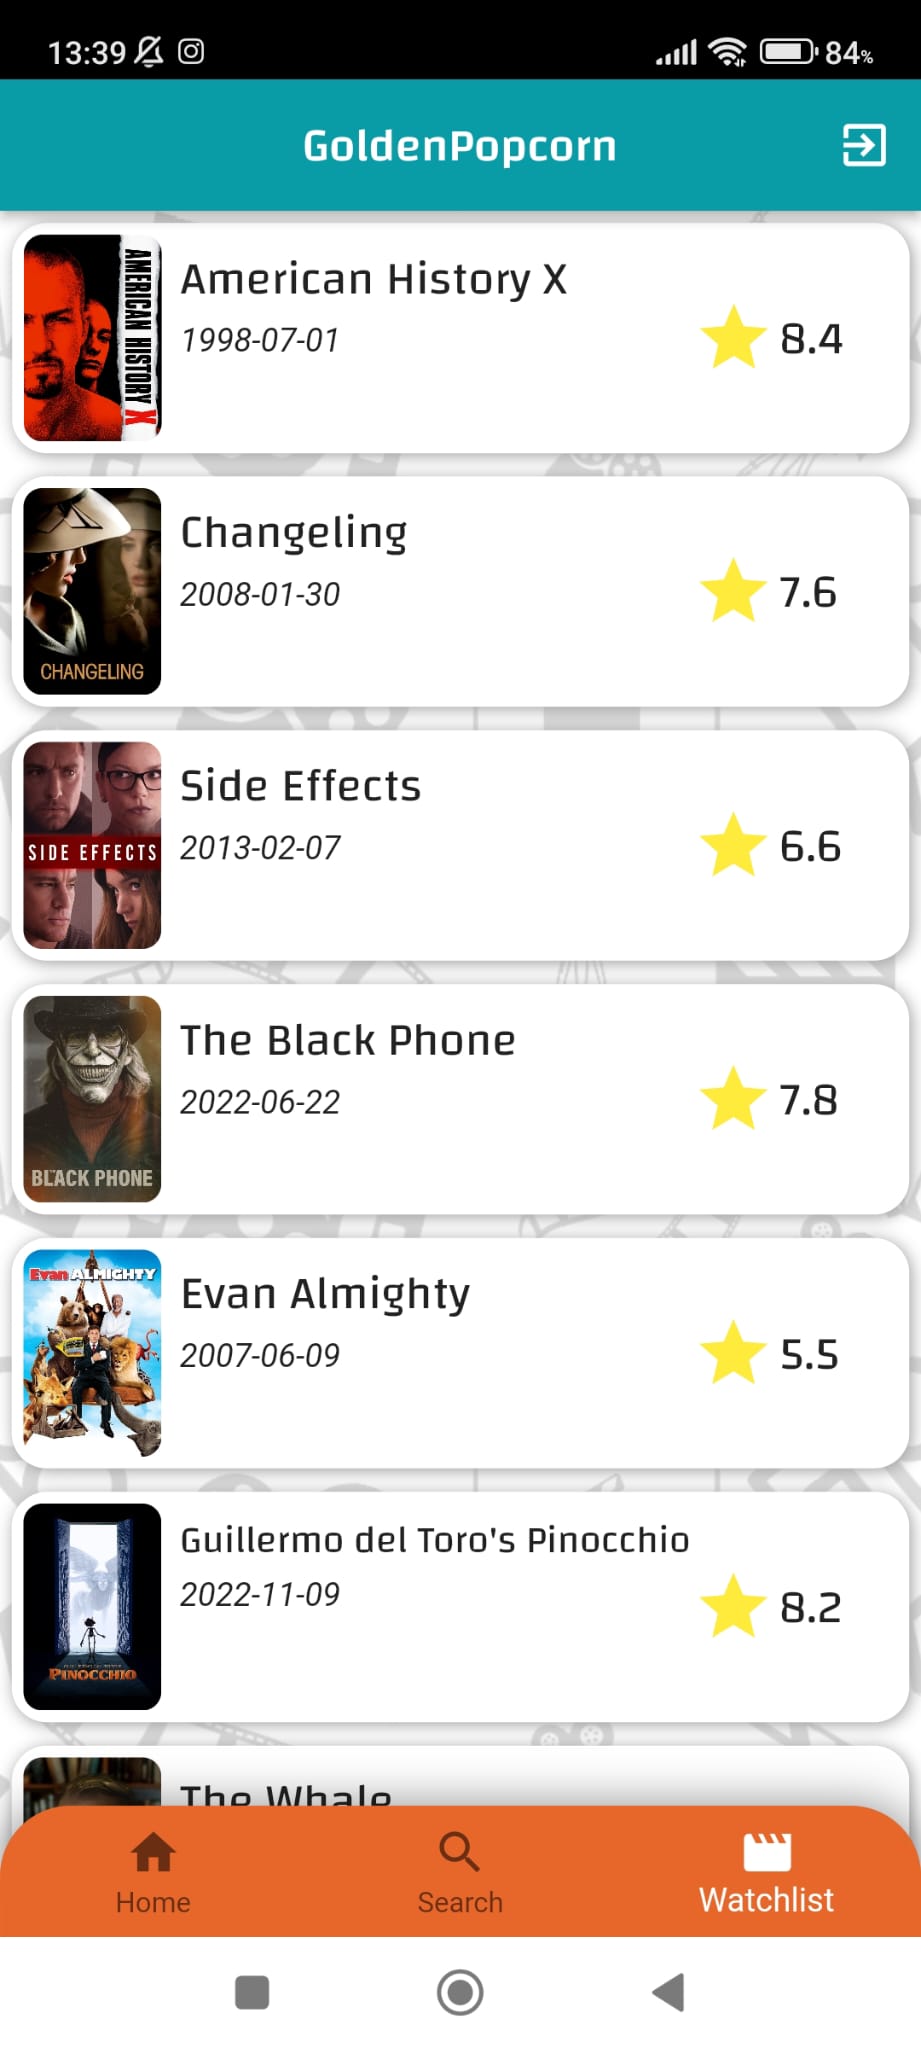 13:39 84%
GoldenPopcorn
AMERICAN HISTORY X
American History X
1998-07-01
8.4
CHANGELING
Changeling
2008-01-30
7.6
SIDE EFFECTS
Side Effects
2013-02-07
6.6
BLACK PHONE
The Black Phone
2022-06-22
7.8
Evan ALMIGHTY
Evan Almighty
2007-06-09
5.5
PINOCCHIO
Guillermo del Toro's Pinocchio
2022-11-09
8.2
The Whale
Home Search Watchlist